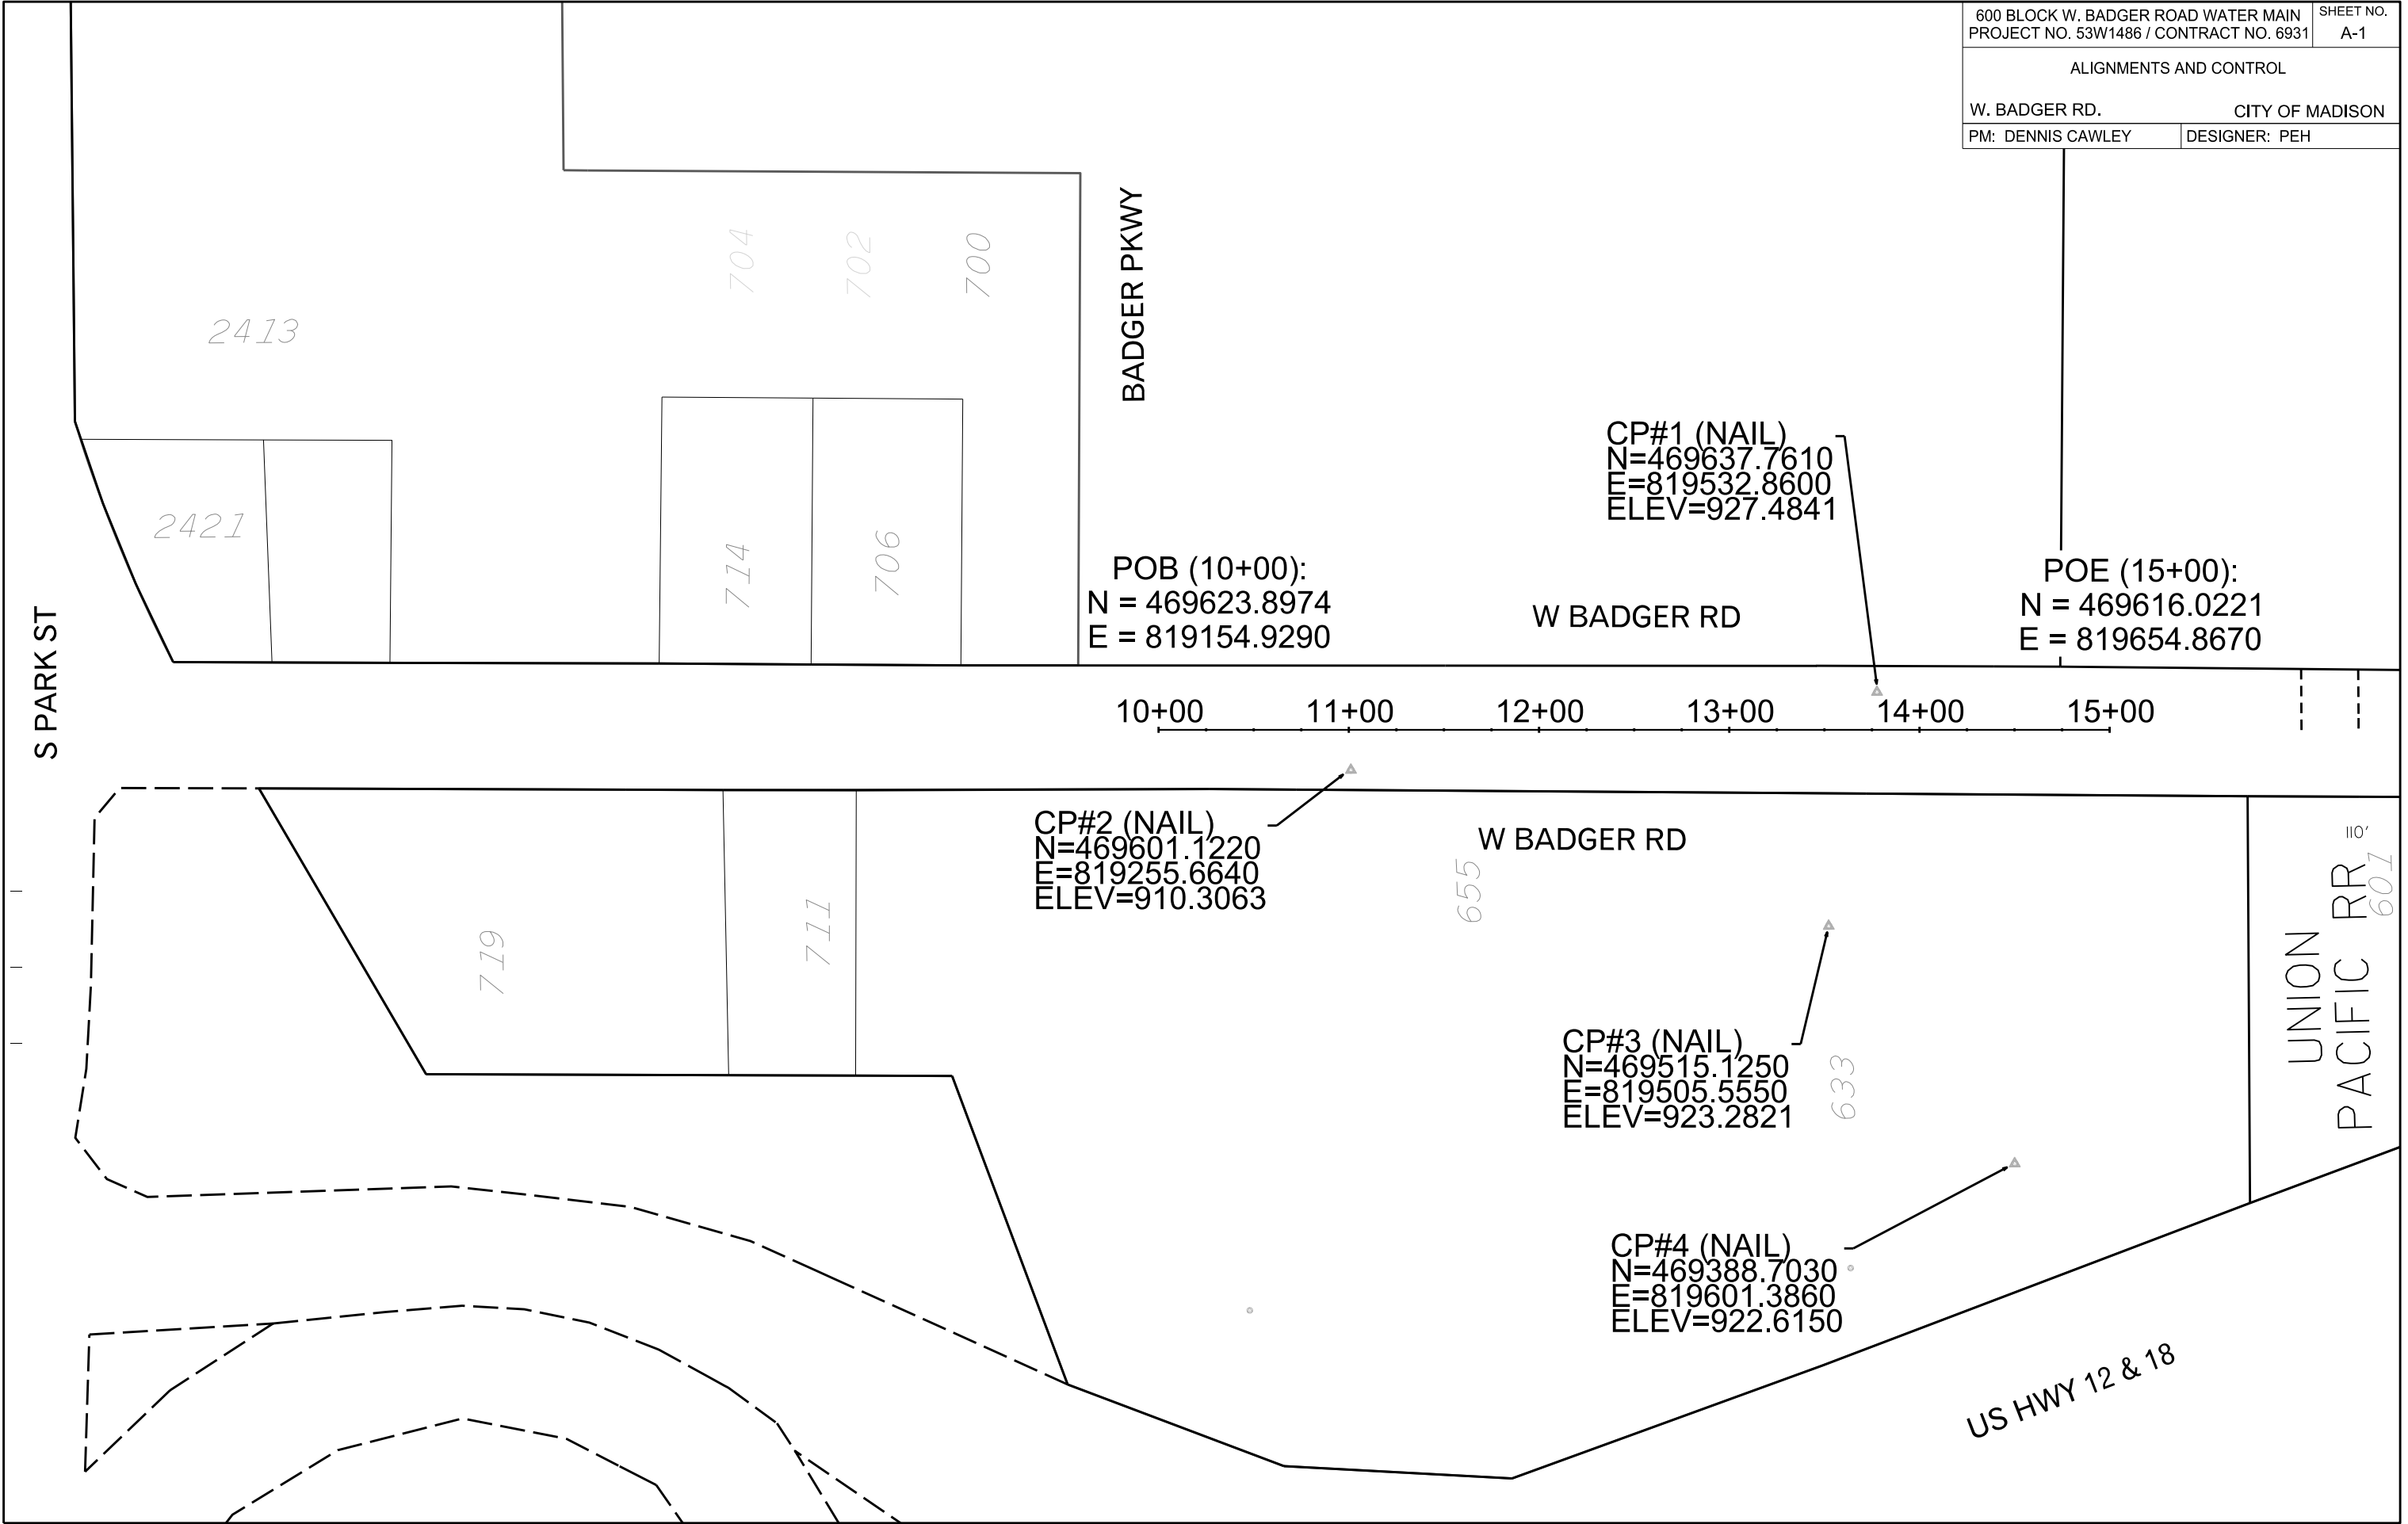 600 BLOCK W. BADGER ROAD WATER MAIN
PROJECT NO. 53W1486 / CONTRACT NO. 6931
SHEET NO.
A-1
ALIGNMENTS AND CONTROL
W. BADGER RD.
CITY OF MADISON
PM: DENNIS CAWLEY
DESIGNER: PEH
704
702
700
BADGER PKWY
2413
2421
714
706
S PARK ST
CP#1 (NAIL)
N=469637.7610
E=819532.8600
ELEV=927.4841
POB (10+00):
N = 469623.8974
E = 819154.9290
W BADGER RD
POE (15+00):
N = 469616.0221
E = 819654.8670
10+00
11+00
12+00
13+00
14+00
15+00
CP#2 (NAIL)
N=469601.1220
E=819255.6640
ELEV=910.3063
W BADGER RD
655
719
711
110'
601
UNION
PACIFIC RR
CP#3 (NAIL)
N=469515.1250
E=819505.5550
ELEV=923.2821
633
CP#4 (NAIL)
N=469388.7030
E=819601.3860
ELEV=922.6150
US HWY 12 & 18